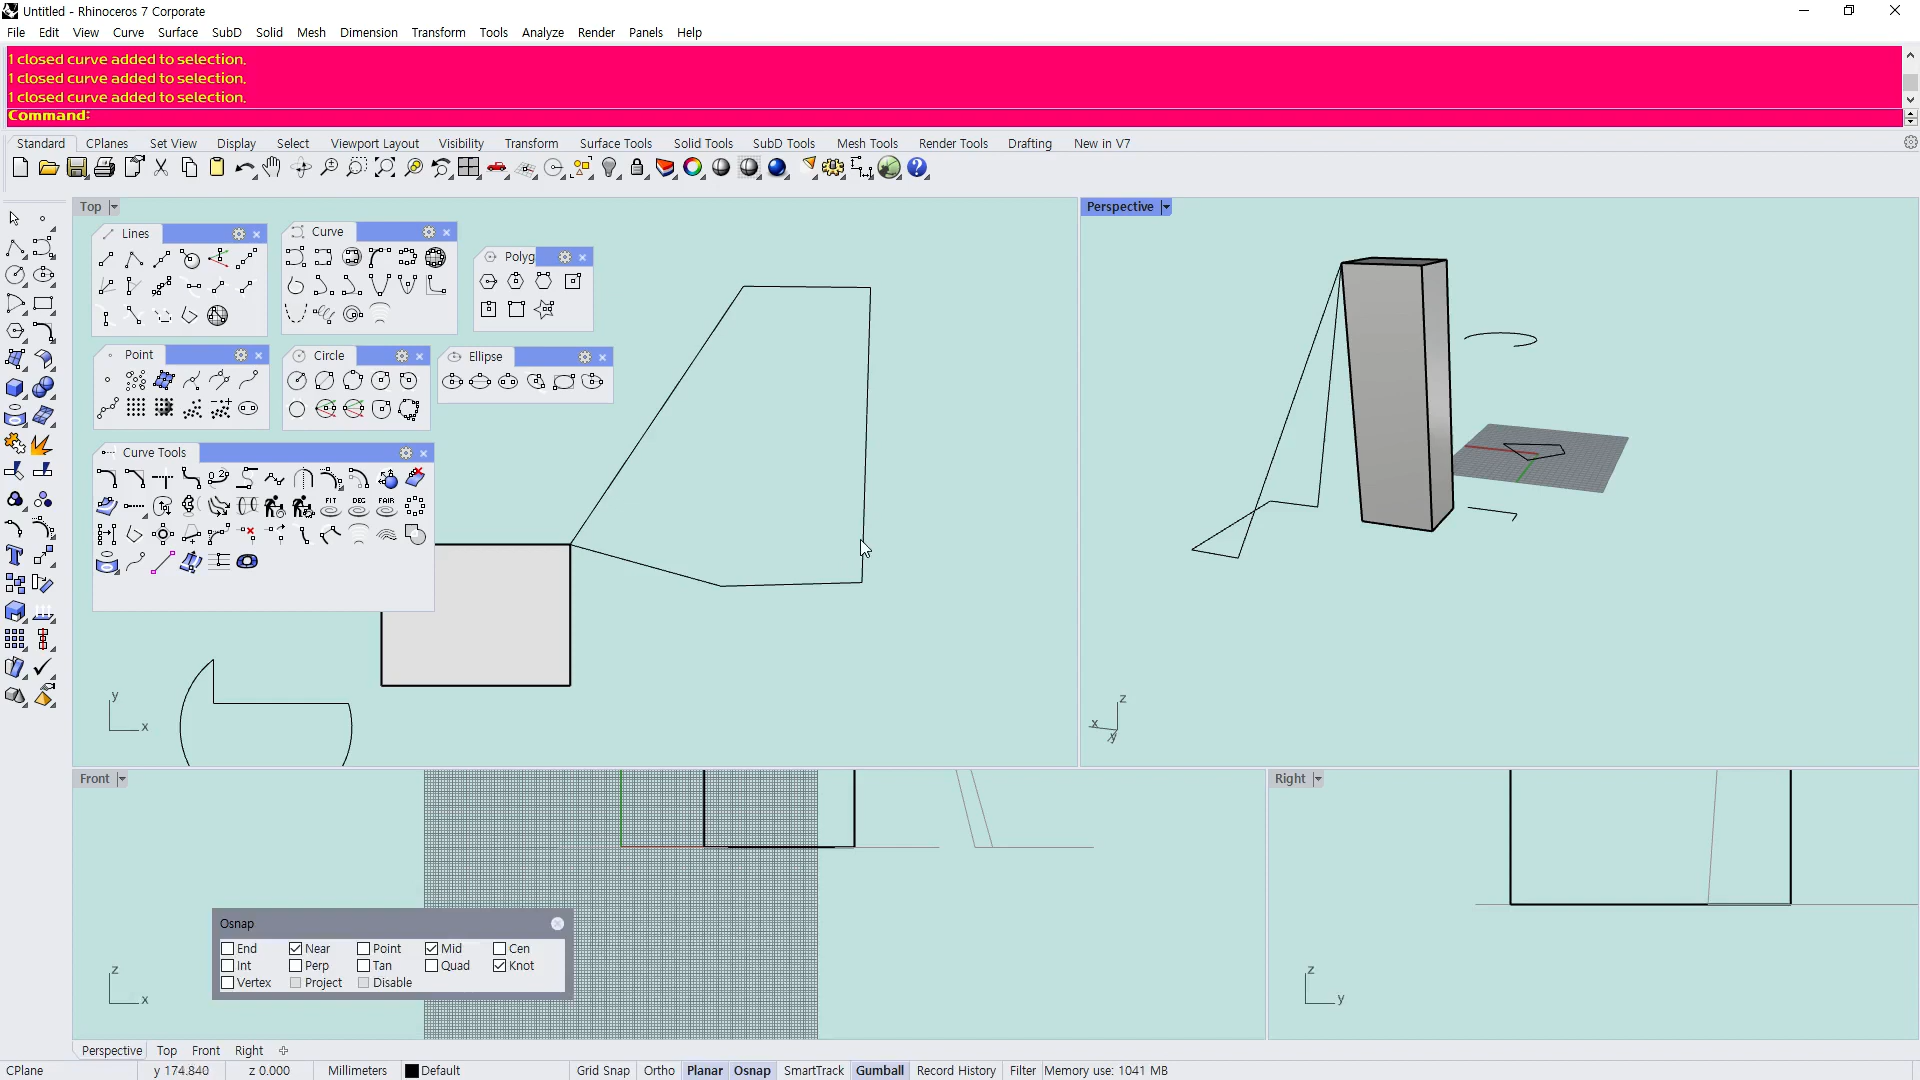 Untitled - Rhinoceros 7 Corporate
File Edit View Curve Surface SubD Solid Mesh Dimension Transform Tools Analyze Render Panels Help
1 closed curve added to selection.
1 closed curve added to selection.
1 closed curve added to selection.
Command:
Standard CPlanes Set View Display Select Viewport Layout Visibility Transform Surface Tools Solid Tools SubD Tools Mesh Tools Render Tools Drafting New in V7
Top
Perspective
Lines
Curve
Polyg
Point
Circle
Ellipse
Curve Tools
FIT DEG FAIR
y
x
z
x
y
Front
Right
Osnap
End Near Point Mid Cen
Int Perp Tan Quad Knot
Vertex Project Disable
z
x
z
y
Perspective Top Front Right
CPlane y 174.840 z 0.000 Millimeters Default Grid Snap Ortho Planar Osnap SmartTrack Gumball Record History Filter Memory use: 1041 MB